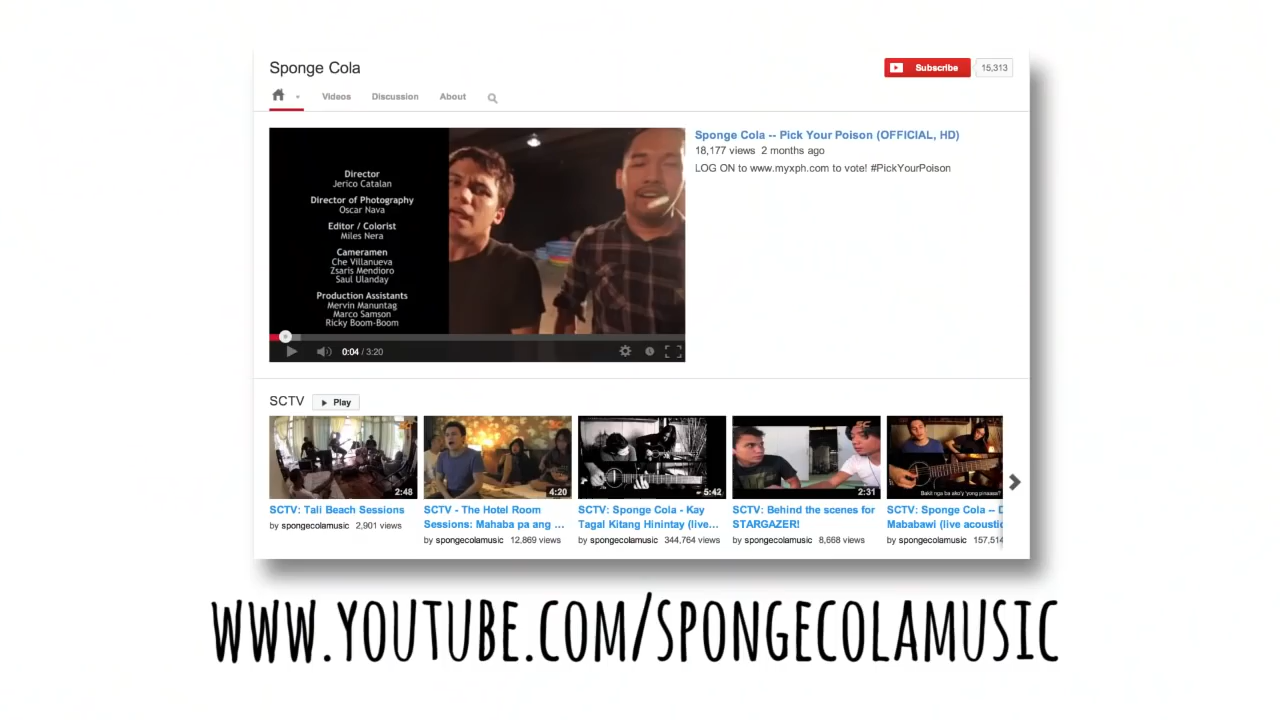 Sponge Cola
Subscribe 15,313
Videos Discussion About
Director
Jerico Catalan
Director of Photography
Oscar Nava
Editor / Colorist
Miles Nera
Cameramen
Che Villanueva
Zsaris Mendioro
Saul Ulanday
Production Assistants
Mervin Manuntag
Marco Samson
Ricky Boom-Boom
0:04 / 3:20
Sponge Cola -- Pick Your Poison (OFFICIAL, HD)
18,177 views 2 months ago
LOG ON to www.myxph.com to vote! #PickYourPoison
SCTV Play
2:48
SCTV: Tali Beach Sessions
by spongecolamusic 2,901 views
4:20
SCTV - The Hotel Room
Sessions: Mahaba pa ang ...
by spongecolamusic 12,869 views
5:42
SCTV: Sponge Cola - Kay
Tagal Kitang Hinintay (live...
by spongecolamusic 344,764 views
2:31
SCTV: Behind the scenes for
STARGAZER!
by spongecolamusic 8,668 views
Bakit nga ba ako'y 'yong pinaasa?
SCTV: Sponge Cola --
Mababawi (live acoustic
by spongecolamusic 157,514
WWW.YOUTUBE.COM/SPONGECOLAMUSIC